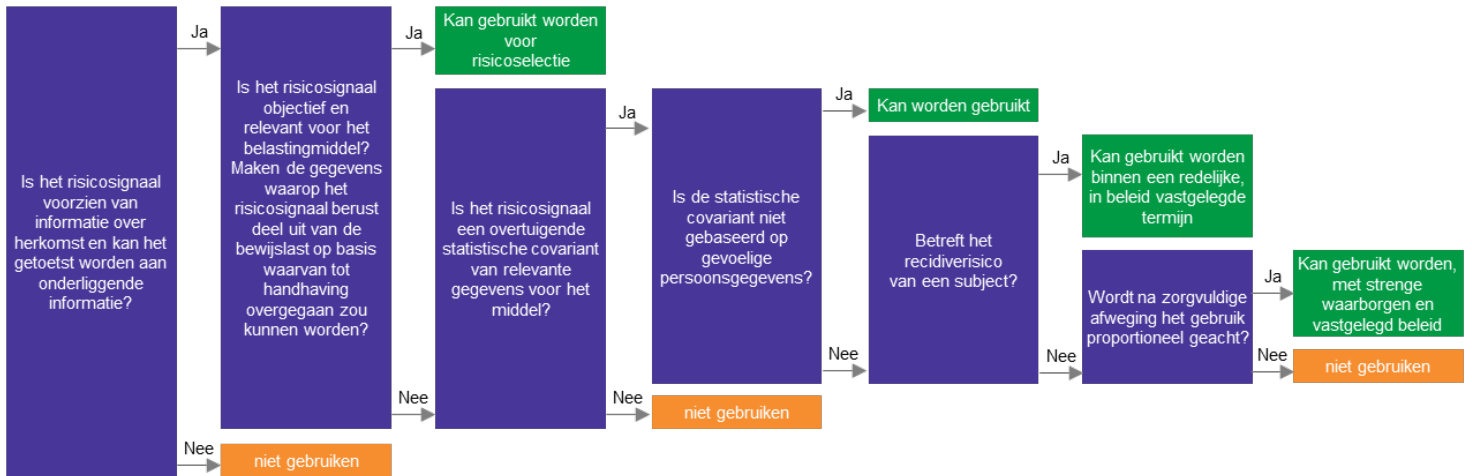 Is het risicosignaal
voorzien van
informatie over
herkomst en kan het
getoetst worden aan
onderliggende
informatie?
Ja
Nee
niet gebruiken
Is het risicosignaal
objectief en
relevant voor het
belastingmiddel?
Maken de gegevens
waarop het
risicosignaal berust
deel uit van de
bewijslast op basis
waarvan tot
handhaving
overgegaan zou
kunnen worden?
Ja
Kan gebruikt worden
voor
risicoselectie
Nee
Is het risicosignaal
een overtuigende
statistische covariant
van relevante
gegevens voor het
middel?
Ja
Nee
niet gebruiken
Is de statistische
covariant niet
gebaseerd op
gevoelige
persoonsgegevens?
Ja
Kan worden gebruikt
Nee
Betreft het
recidiverisico
van een subject?
Ja
Kan gebruikt worden
binnen een redelijke,
in beleid vastgelegde
termijn
Nee
Wordt na zorgvuldige
afweging het gebruik
proportioneel geacht?
Ja
Kan gebruikt worden,
met strenge
waarborgen en
vastgelegd beleid
Nee
niet gebruiken